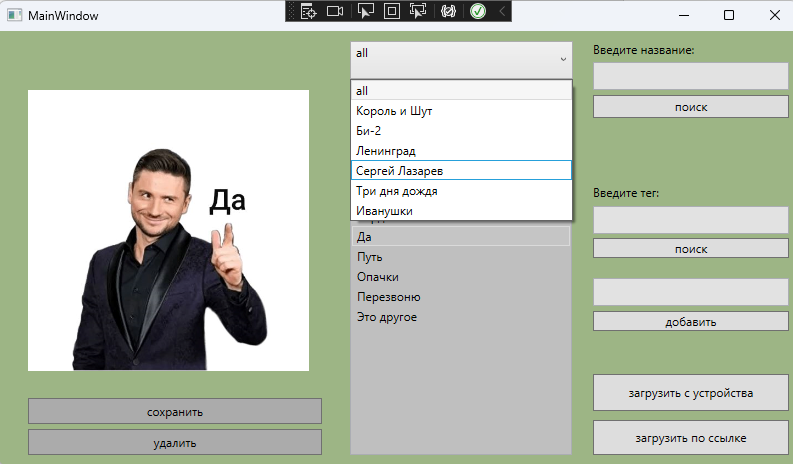 MainWindow
all
all
Король и Шут
Би-2
Ленинград
Сергей Лазарев
Три дня дождя
Иванушки
Да
Путь
Опачки
Перезвоню
Это другое
Да
сохранить
удалить
Введите название:
поиск
Введите тег:
поиск
добавить
загрузить с устройства
загрузить по ссылке